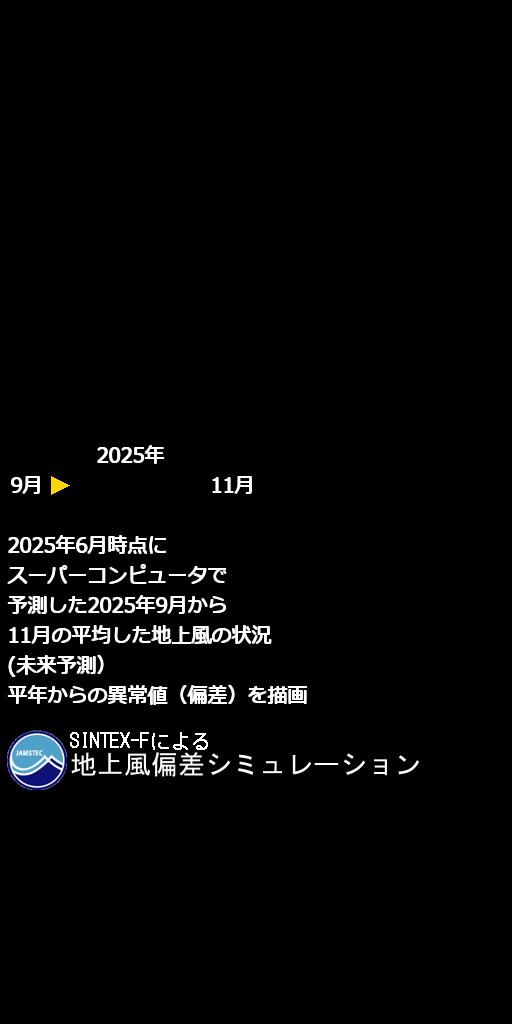 2025年
9月 11月
2025年6月時点に
スーパーコンピュータで
予測した2025年9月から
11月の平均した地上風の状況
(未来予測）
平年からの異常値（偏差）を描画
SINTEX-Fによる
JAMSTEC
地上風偏差シミュレーション